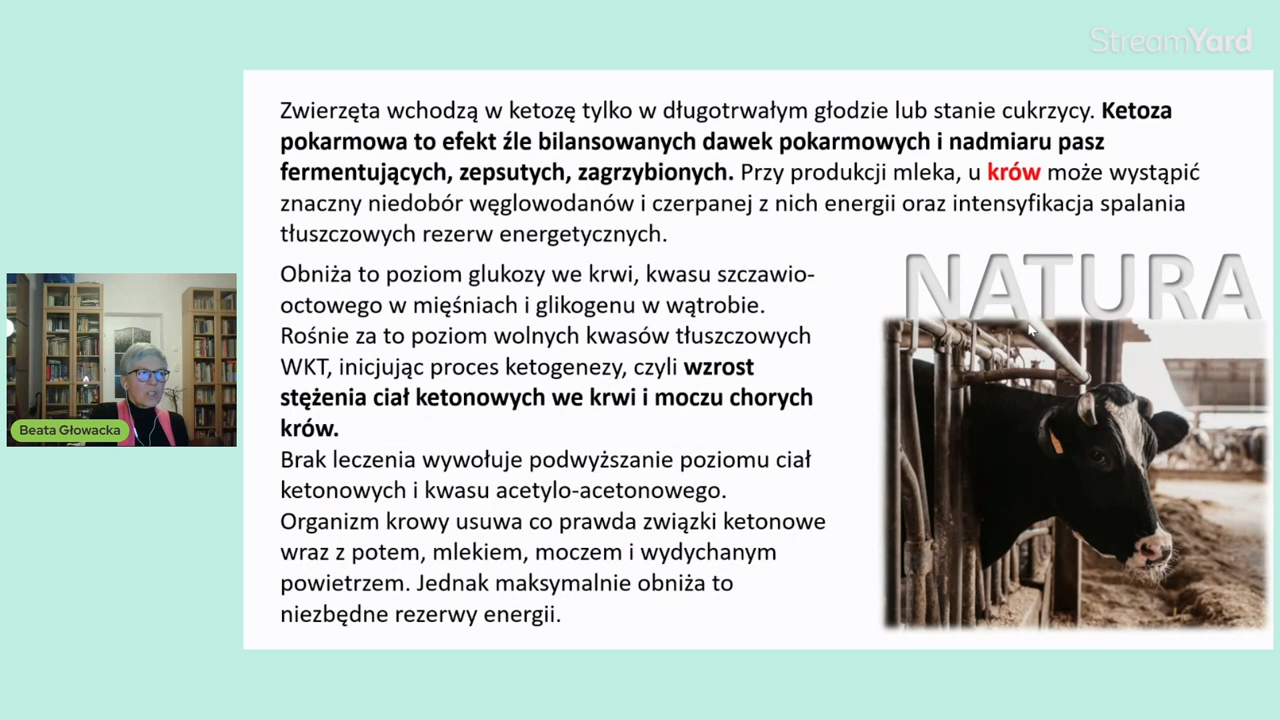 StreamYard
Zwierzęta wchodzą w ketozę tylko w długotrwałym głodzie lub stanie cukrzycy. Ketoza
pokarmowa to efekt źle bilansowanych dawek pokarmowych i nadmiaru pasz
fermentujących, zepsutych, zagrzybionych. Przy produkcji mleka, u krów może wystąpić
znaczny niedobór węglowodanów i czerpanej z nich energii oraz intensyfikacja spalania
tłuszczowych rezerw energetycznych.
NATURA
Obniża to poziom glukozy we krwi, kwasu szczawio-
octowego w mięśniach i glikogenu w wątrobie.
Rośnie za to poziom wolnych kwasów tłuszczowych
WKT, inicjując proces ketogenezy, czyli wzrost
stężenia ciał ketonowych we krwi i moczu chorych
krów.
Brak leczenia wywołuje podwyższanie poziomu ciał
ketonowych i kwasu acetylo-acetonowego.
Organizm krowy usuwa co prawda związki ketonowe
wraz z potem, mlekiem, moczem i wydychanym
powietrzem. Jednak maksymalnie obniża to
niezbędne rezerwy energii.
Beata Głowacka